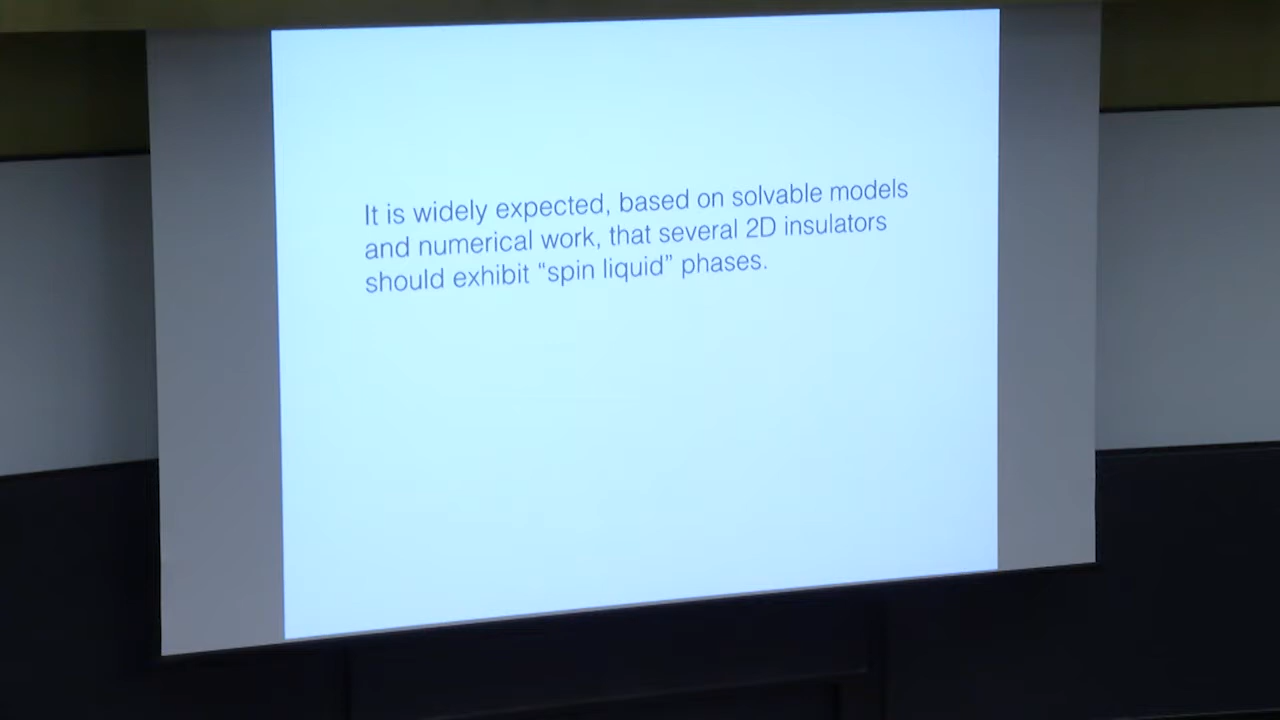 It is widely expected, based on solvable models
and numerical work, that several 2D insulators
should exhibit “spin liquid” phases.